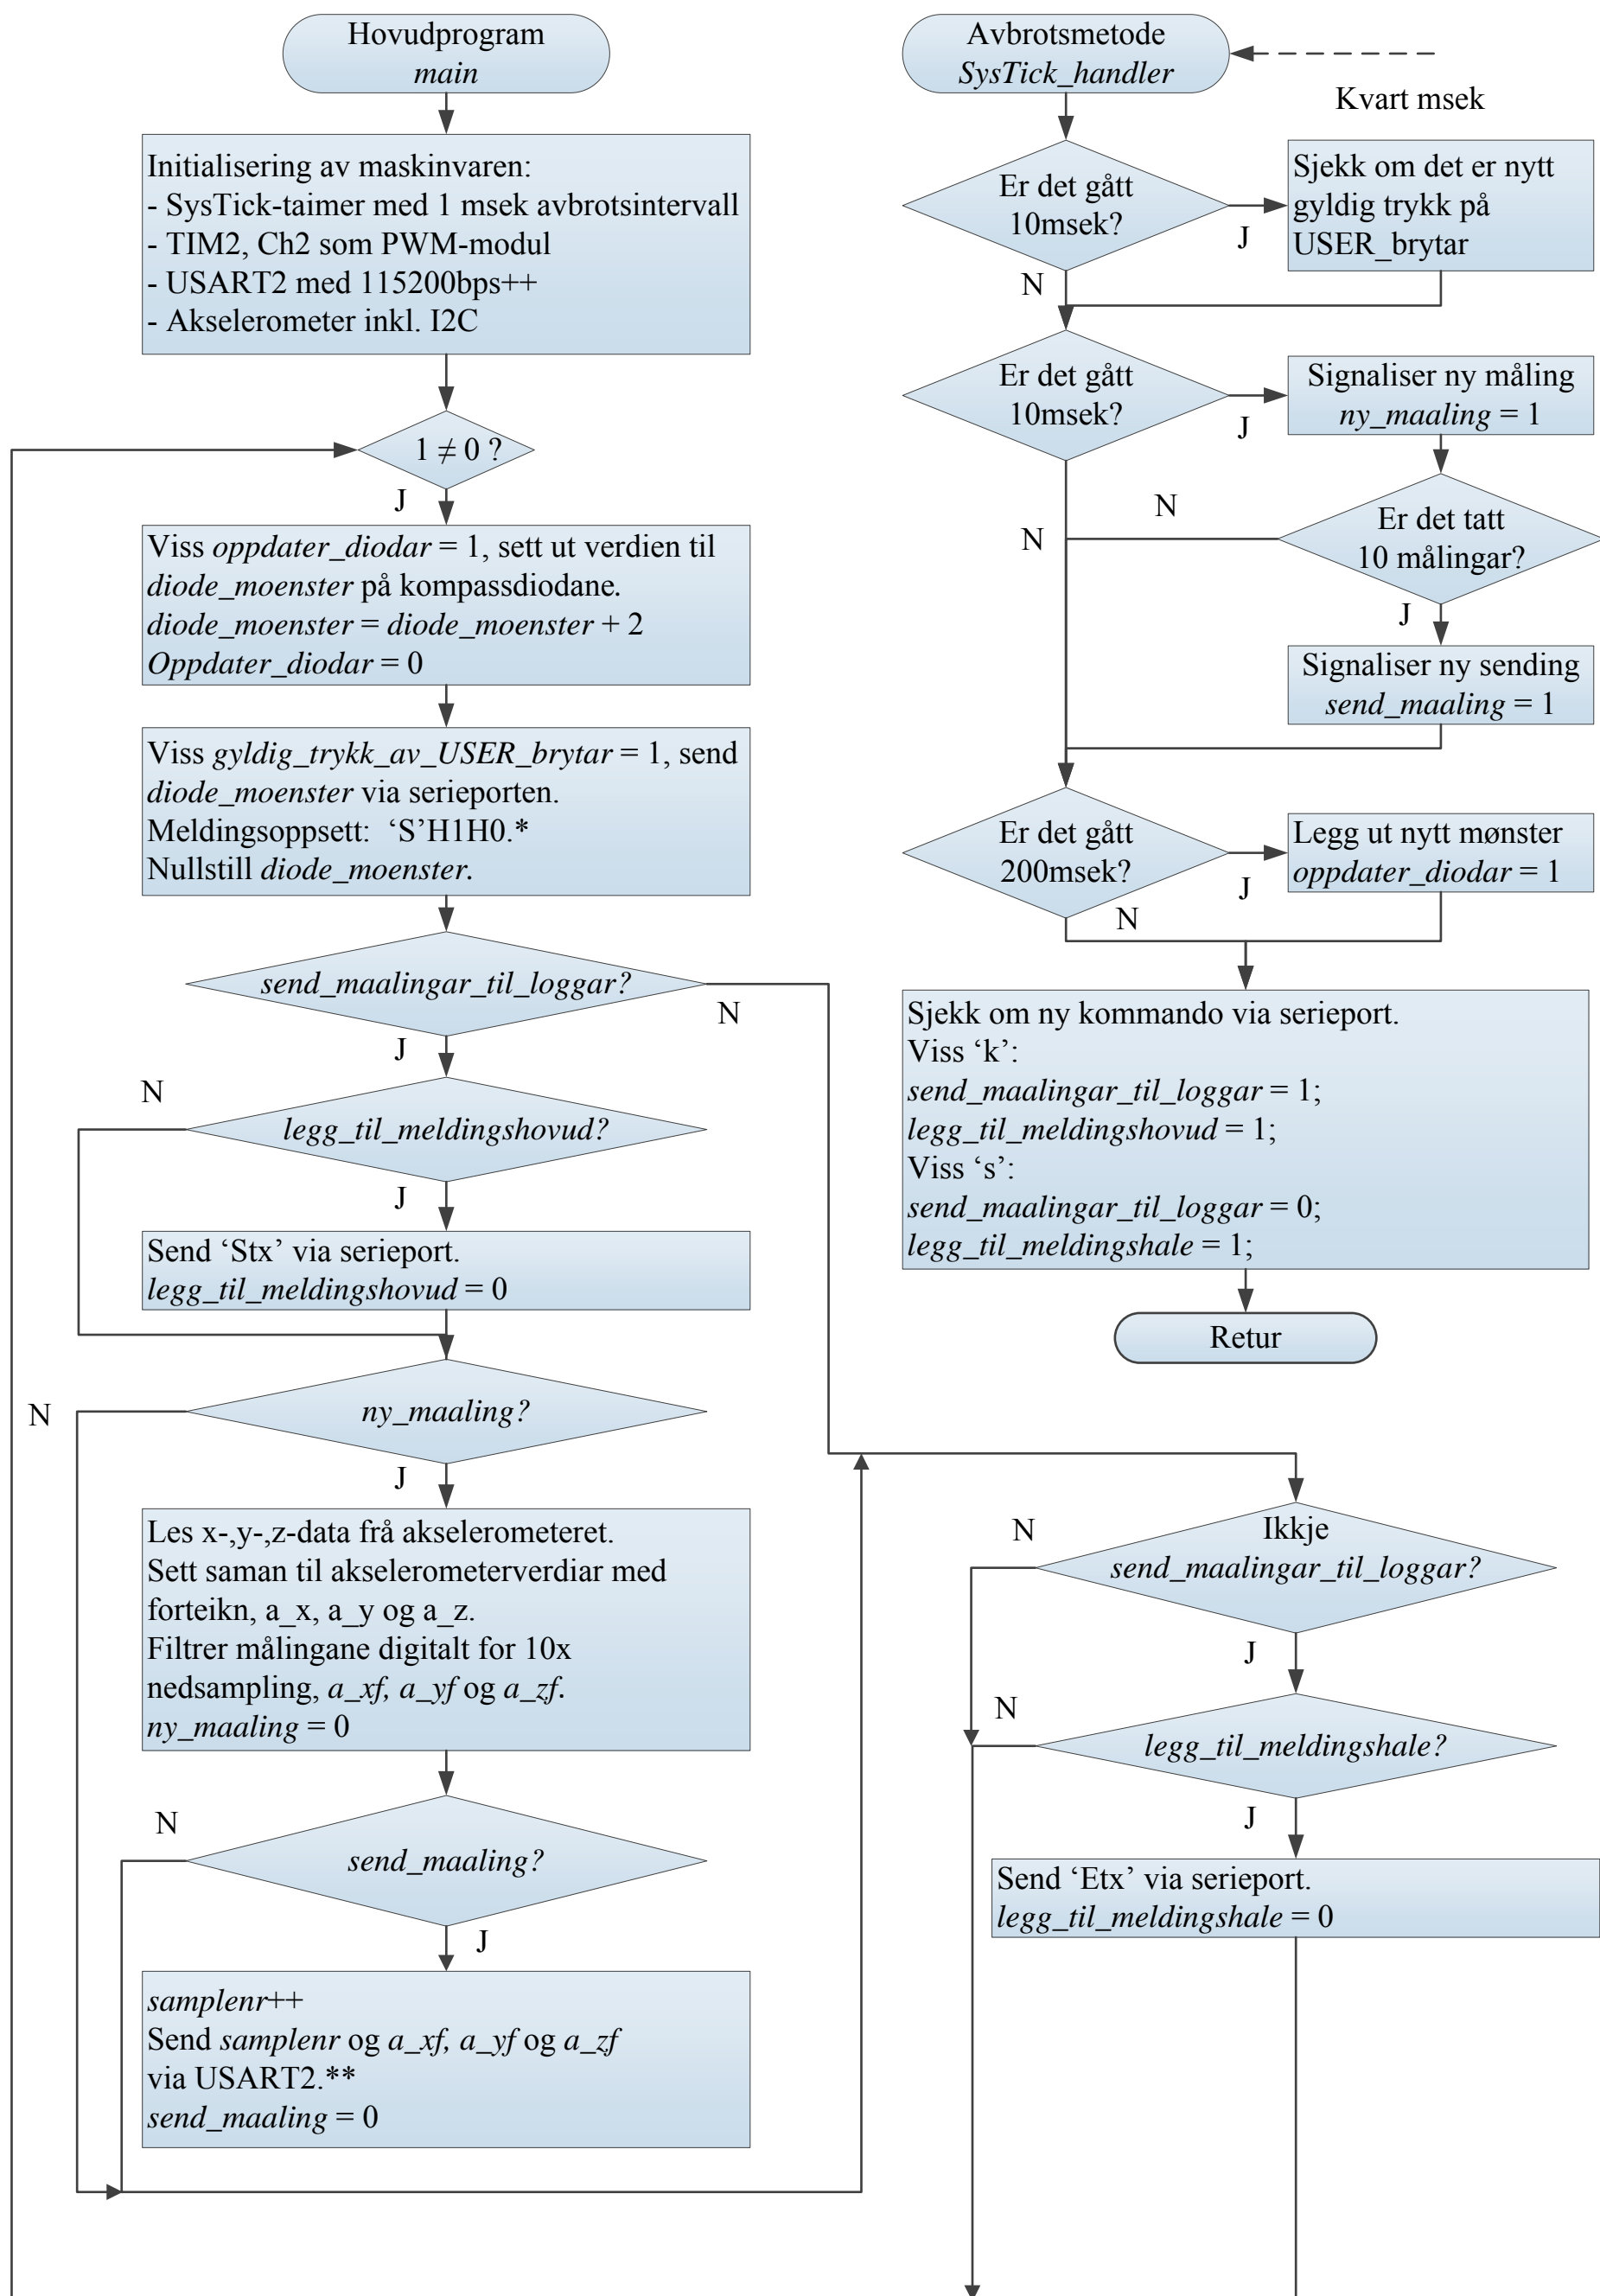 Hovudprogram
main
Initialisering av maskinvaren:
- SysTick-taimer med 1 msek avbrotsintervall
- TIM2, Ch2 som PWM-modul
- USART2 med 115200bps++
- Akselerometer inkl. I2C
1 ≠ 0 ?
J
Viss oppdater_diodar = 1, sett ut verdien til
diode_moenster på kompassdiodane.
diode_moenster = diode_moenster + 2
Oppdater_diodar = 0
Viss gyldig_trykk_av_USER_brytar = 1, send
diode_moenster via serieporten.
Meldingsoppsett: ‘S’H1H0.*
Nullstill diode_moenster.
send_maalingar_til_loggar?
N
J
N
legg_til_meldingshovud?
J
Send ‘Stx’ via serieport.
legg_til_meldingshovud = 0
N
ny_maaling?
J
Les x-,y-,z-data frå akselerometeret.
Sett saman til akselerometerverdiar med
forteikn, a_x, a_y og a_z.
Filtrer målingane digitalt for 10x
nedsampling, a_xf, a_yf og a_zf.
ny_maaling = 0
N
send_maaling?
J
samplenr++
Send samplenr og a_xf, a_yf og a_zf
via USART2.**
send_maaling = 0
Avbrotsmetode
SysTick_handler
Kvart msek
Er det gått
10msek?
J
Sjekk om det er nytt
gyldig trykk på
USER_brytar
N
Er det gått
10msek?
J
Signaliser ny måling
ny_maaling = 1
N
N
Er det tatt
10 målingar?
J
Signaliser ny sending
send_maaling = 1
Er det gått
200msek?
J
Legg ut nytt mønster
oppdater_diodar = 1
N
Sjekk om ny kommando via serieport.
Viss ‘k’:
send_maalingar_til_loggar = 1;
legg_til_meldingshovud = 1;
Viss ‘s’:
send_maalingar_til_loggar = 0;
legg_til_meldingshale = 1;
Retur
N
Ikkje
send_maalingar_til_loggar?
J
N
legg_til_meldingshale?
J
Send ‘Etx’ via serieport.
legg_til_meldingshale = 0